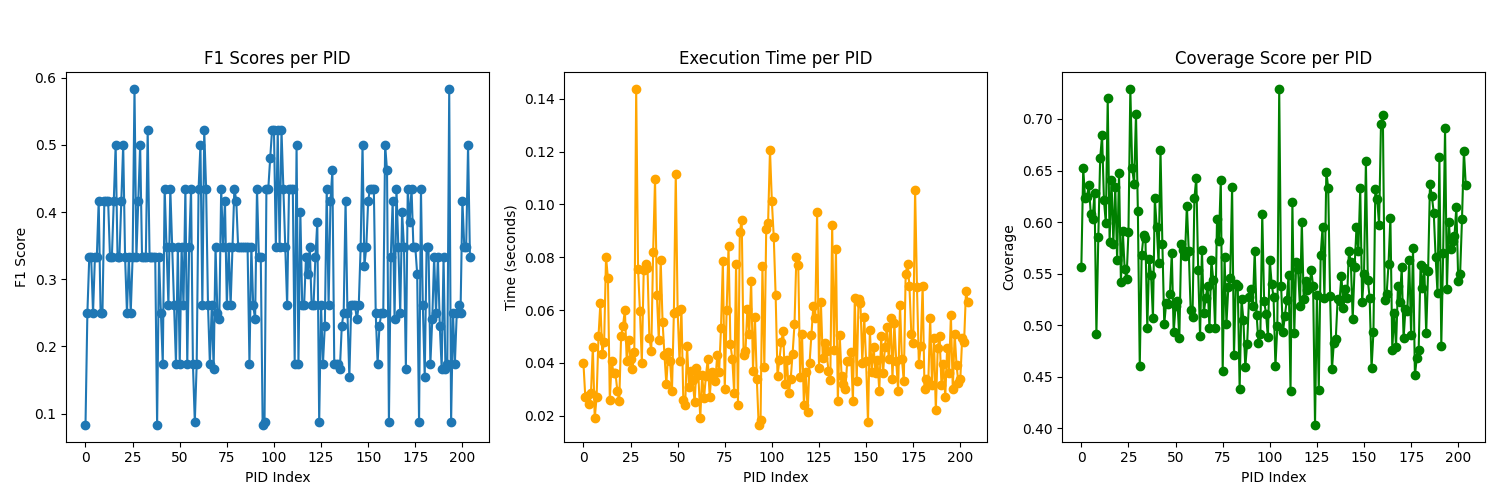 F1 Scores per PID
F1 Score
0.6
0.5
0.4
0.3
0.2
0.1
0 25 50 75 100 125 150 175 200
PID Index
Execution Time per PID
Time (seconds)
0.14
0.12
0.10
0.08
0.06
0.04
0.02
0 25 50 75 100 125 150 175 200
PID Index
Coverage Score per PID
Coverage
0.70
0.65
0.60
0.55
0.50
0.45
0.40
0 25 50 75 100 125 150 175 200
PID Index